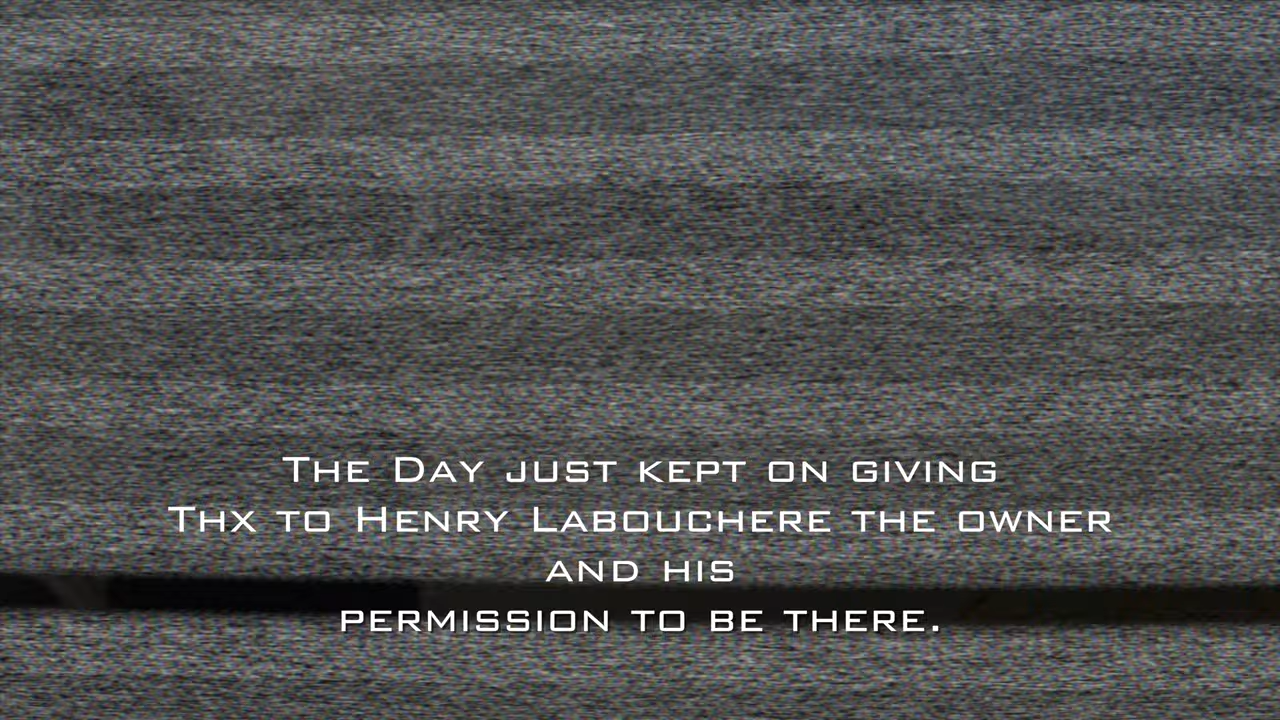 The Day just kept on giving
Thx to Henry Labouchere the owner
and his
permission to be there.